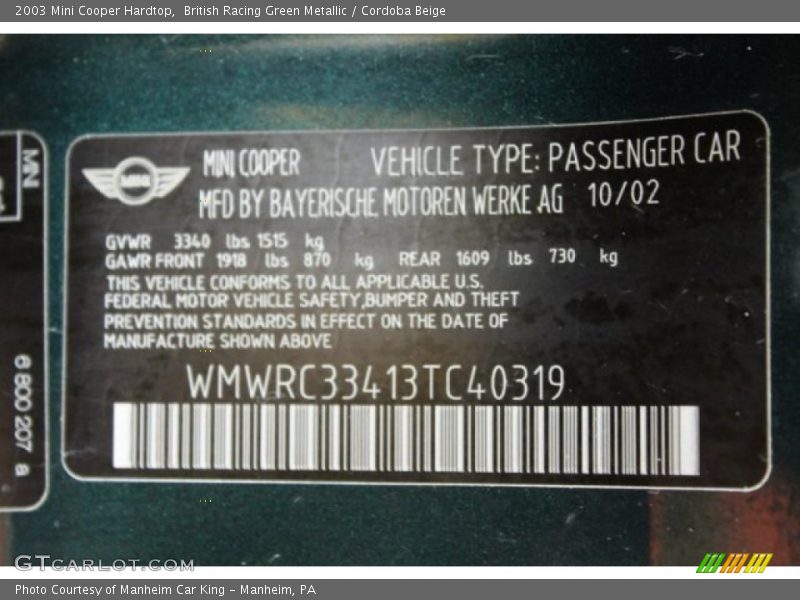 2003 Mini Cooper Hardtop,  British Racing Green Metallic / Cordoba Beige
MINI COOPER VEHICLE TYPE: PASSENGER CAR
MFD BY BAYERISCHE MOTOREN WERKE AG 10/02
GVWR 3340 lbs 1515 kg
GAWR FRONT 1918 lbs 870 kg REAR 1609 lbs 730 kg
THIS VEHICLE CONFORMS TO ALL APPLICABLE U.S.
FEDERAL MOTOR VEHICLE SAFETY,BUMPER AND THEFT
PREVENTION STANDARDS IN EFFECT ON THE DATE OF
MANUFACTURE SHOWN ABOVE
WMWRC33413TC40319
MN
6 800 207 a
GTCARLOT.COM
Photo Courtesy of Manheim Car King - Manheim, PA